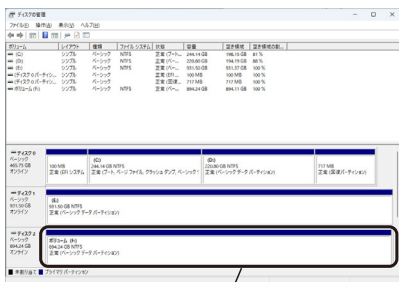 ディスクの管理
ファイル(F) 操作(A) 表示(V) ヘルプ(H)
ボリューム レイアウト 種類 ファイル システム 状態 容量 空き領域 空き領域の割...
(C:) シンプル ベーシック NTFS 正常 (ブート... 244.14 GB 198.15 GB 81 %
(D:) シンプル ベーシック NTFS 正常 (ベー... 220.80 GB 194.19 GB 88 %
(E:) シンプル ベーシック NTFS 正常 (ベー... 931.50 GB 931.37 GB 100 %
(ディスク 0 パーティシ... シンプル ベーシック 正常 (EFI ... 100 MB 100 MB 100 %
(ディスク 0 パーティシ... シンプル ベーシック 正常 (回復... 717 MB 717 MB 100 %
ボリューム (F:) シンプル ベーシック NTFS 正常 (ベー... 894.24 GB 894.11 GB 100 %
ディスク 0
ベーシック
465.75 GB
オンライン
100 MB
正常 (EFI システム
(C:)
244.14 GB NTFS
正常 (ブート, ページ ファイル, クラッシュ ダンプ, ベーシック
(D:)
220.80 GB NTFS
正常 (ベーシック データ パーティション)
717 MB
正常 (回復パーティション)
ディスク 1
ベーシック
931.50 GB
オンライン
(E:)
931.50 GB NTFS
正常 (ベーシック データ パーティション)
ディスク 2
ベーシック
894.24 GB
オンライン
ボリューム (F:)
894.24 GB NTFS
正常 (ベーシック データ パーティション)
未割り当て プライマリ パーティション